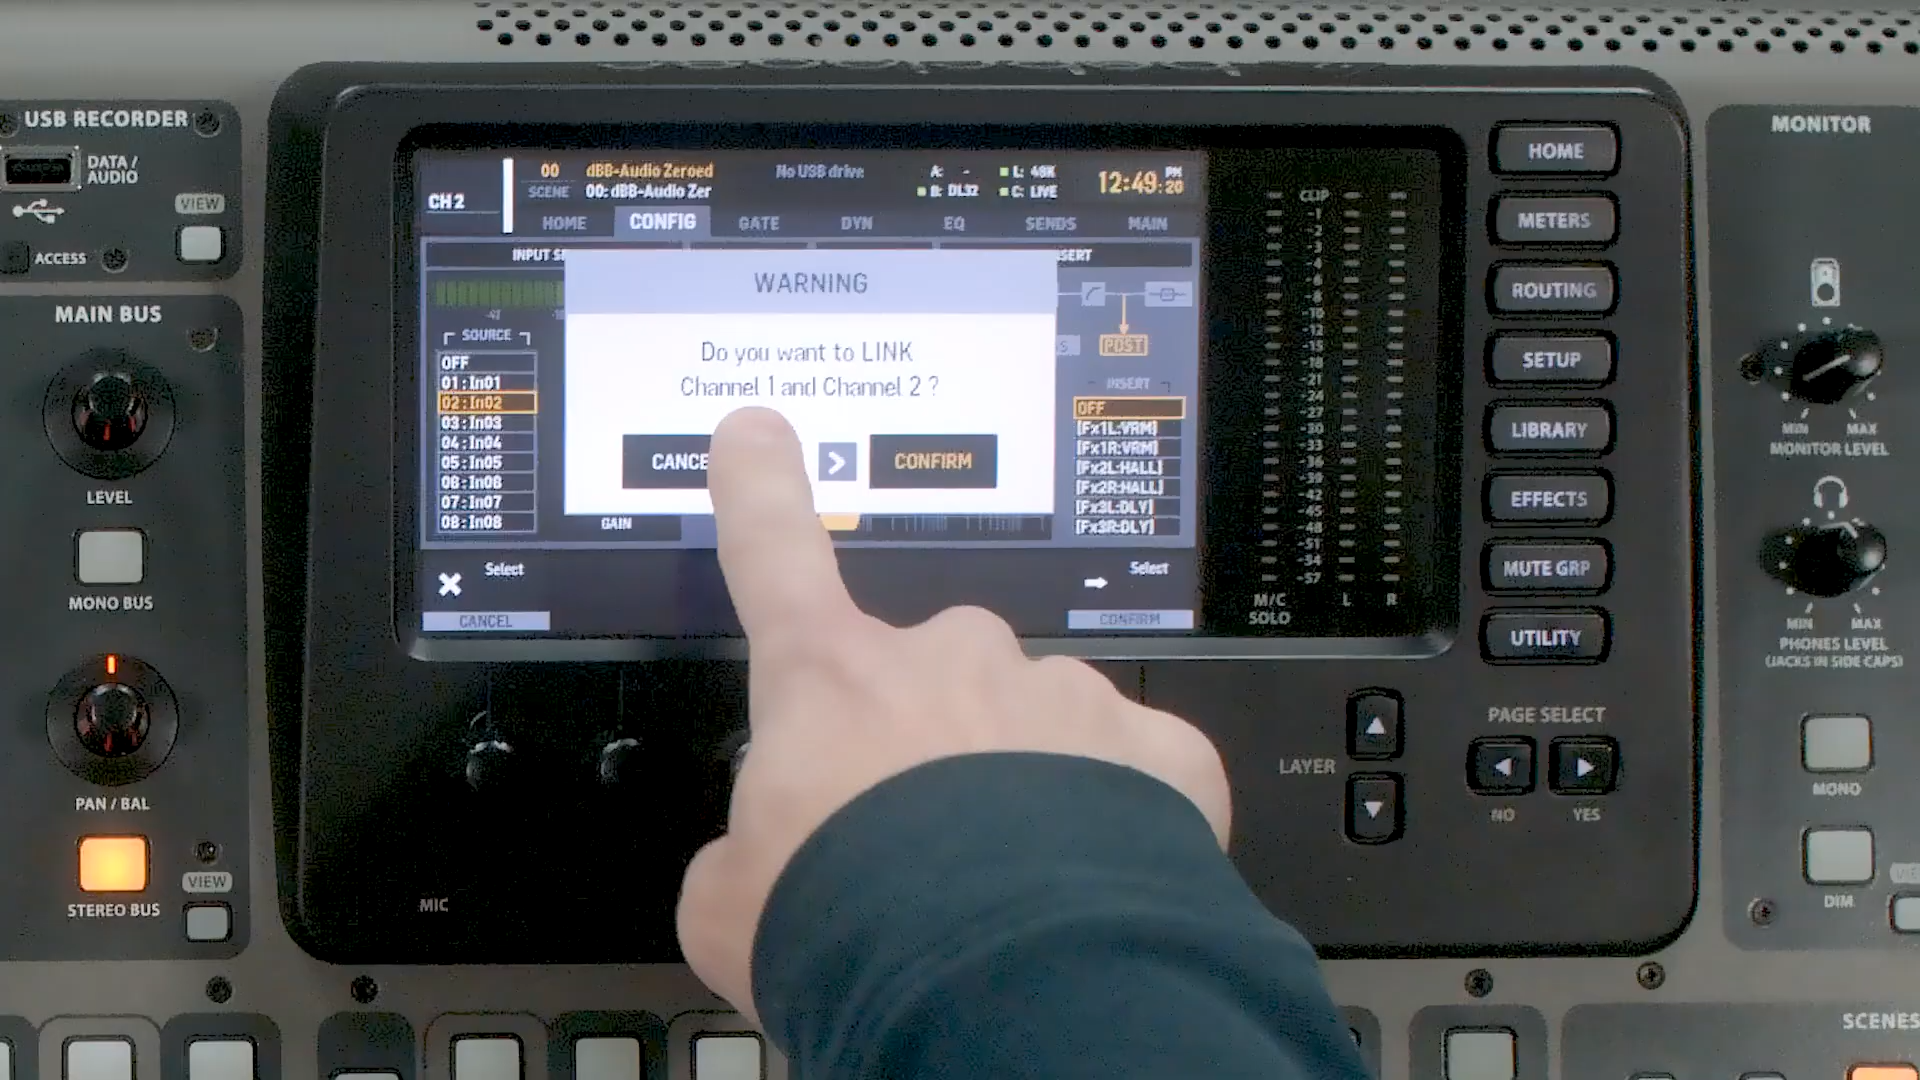 USB RECORDER
DATA /
AUDIO
VIEW
ACCESS
MAIN BUS
LEVEL
MONO BUS
PAN / BAL
VIEW
STEREO BUS
CH 2
00
dBB-Audio Zeroed
SCENE
00: dBB-Audio Zer
No USB drive
A: -
L: 48K
B: DL32
C: LIVE
12:49:20 PM
HOME
CONFIG
GATE
DYN
EQ
SENDS
MAIN
SOURCE
OFF
01:In01
02:In02
03:In03
04:In04
05:In05
06:In06
07:In07
08:In08
WARNING
Do you want to LINK
Channel 1 and Channel 2 ?
CANCE
>
CONFIRM
GAIN
POST
INSERT
OFF
[Fx1L:VRM]
[Fx1R:VRM]
[Fx2L:HALL]
[Fx2R:HALL]
[Fx3L:DLY]
[Fx3R:DLY]
Select
CANCEL
Select
CONFIRM
CLIP
-1
-2
-3
-4
-5
-6
-8
-10
-12
-15
-18
-21
-24
-27
-30
-33
-36
-39
-42
-45
-48
-51
-54
-57
M/C
SOLO
L
R
HOME
METERS
ROUTING
SETUP
LIBRARY
EFFECTS
MUTE GRP
UTILITY
PAGE SELECT
LAYER
NO
YES
MIC
MONITOR
MIN
MAX
MONITOR LEVEL
MIN
MAX
PHONES LEVEL
(JACKS IN SIDE CAPS)
MONO
DIM
SCENES